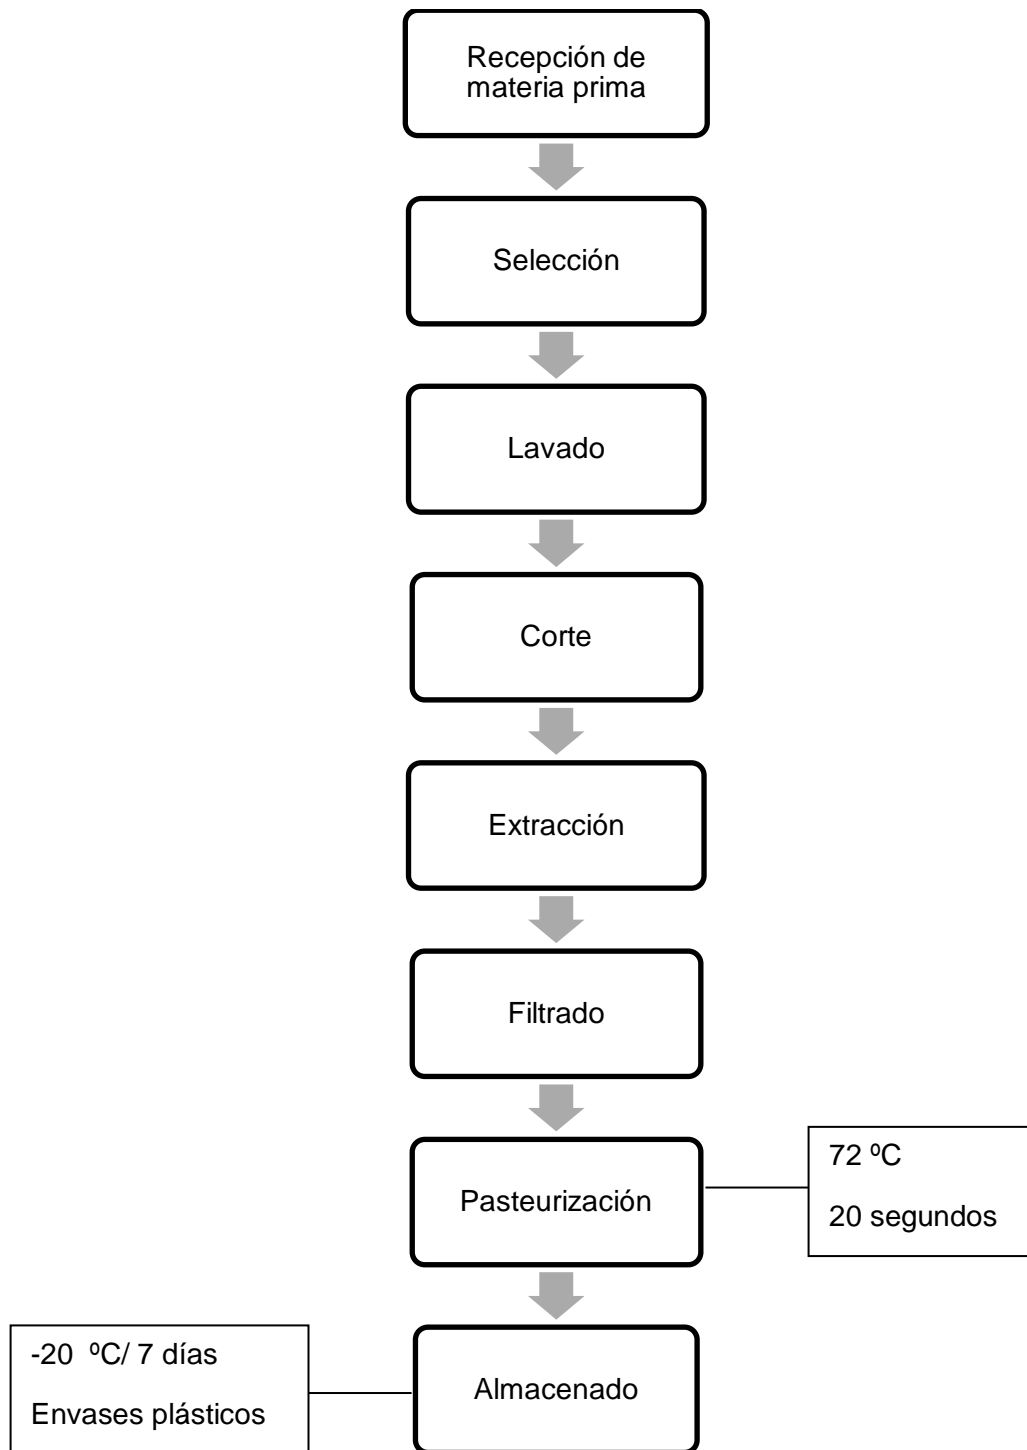 Recepción de
materia prima
Selección
Lavado
Corte
Extracción
Filtrado
Pasteurización
72 ºC
20 segundos
Almacenado
-20 ºC/ 7 días
Envases plásticos